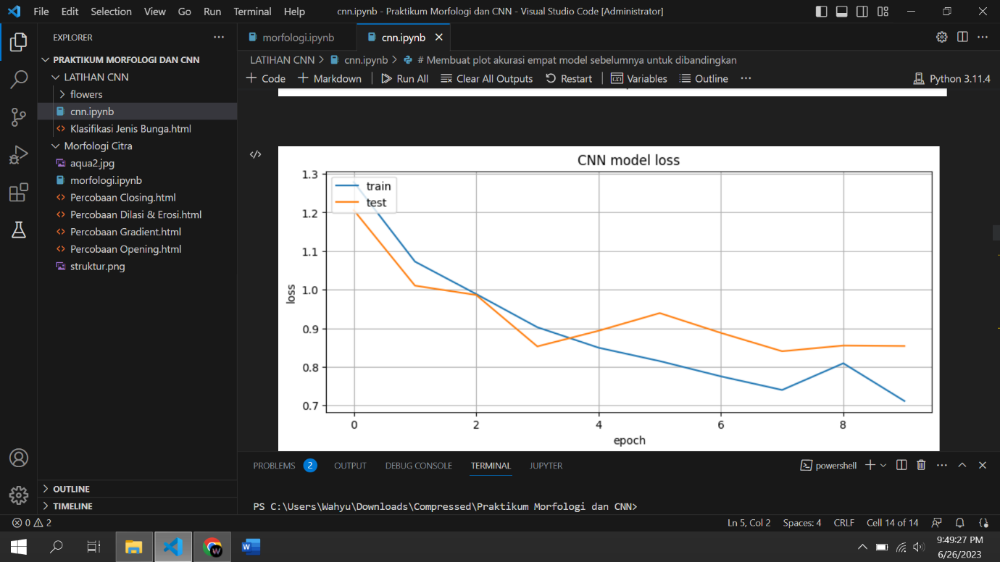 File Edit Selection View Go Run Terminal Help cnn.ipynb - Praktikum Morfologi dan CNN - Visual Studio Code [Administrator]
EXPLORER
PRAKTIKUM MORFOLOGI DAN CNN
LATIHAN CNN
flowers
cnn.ipynb
Klasifikasi Jenis Bunga.html
Morfologi Citra
aqua2.jpg
morfologi.ipynb
Percobaan Closing.html
Percobaan Dilasi & Erosi.html
Percobaan Gradient.html
Percobaan Opening.html
struktur.png
OUTLINE
TIMELINE
morfologi.ipynb cnn.ipynb
LATIHAN CNN > cnn.ipynb > # Membuat plot akurasi empat model sebelumnya untuk dibandingkan
Code Markdown Run All Clear All Outputs Restart Variables Outline Python 3.11.4
CNN model loss
train
test
1.3
1.2
1.1
1.0
0.9
0.8
0.7
loss
0 2 4 6 8
epoch
PROBLEMS 2 OUTPUT DEBUG CONSOLE TERMINAL JUPYTER powershell
PS C:\Users\Wahyu\Downloads\Compressed\Praktikum Morfologi dan CNN>
0 2 Ln 5, Col 2 Spaces: 4 CRLF Cell 14 of 14
9:49:27 PM
6/26/2023